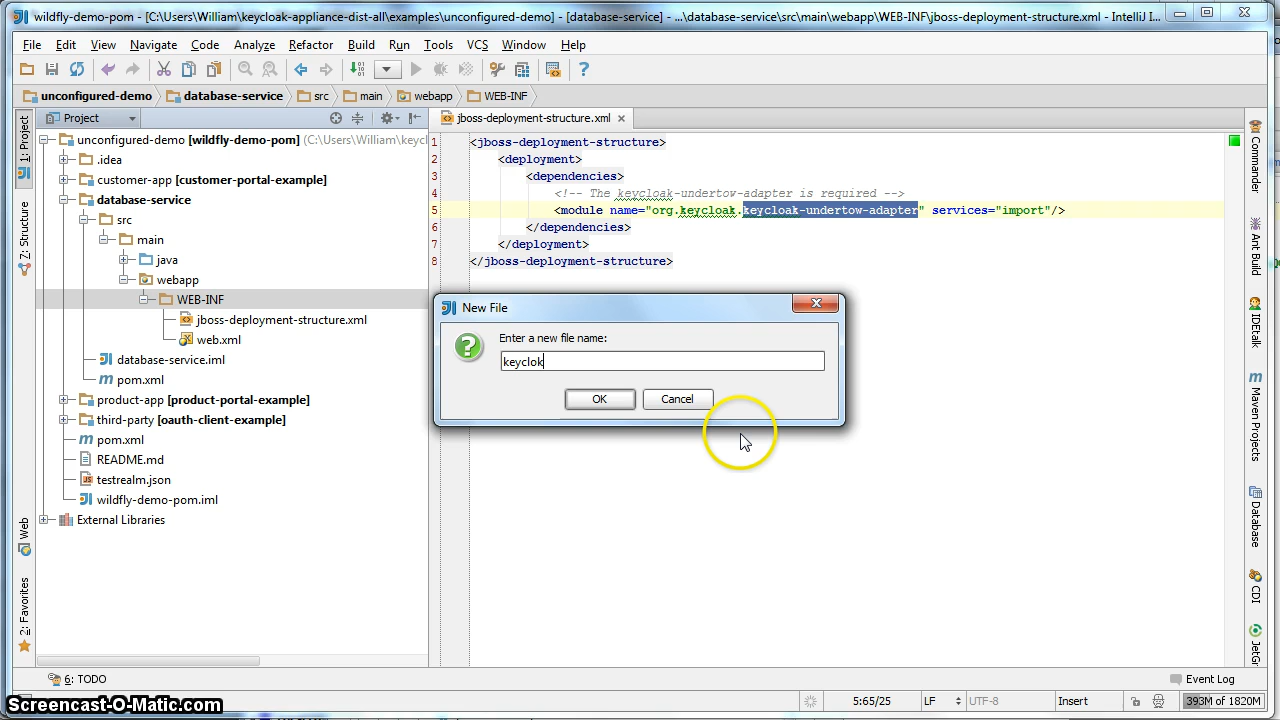 wildfly-demo-pom - [C:\Users\William\keycloak-appliance-dist-all\examples\unconfigured-demo] - [database-service] - ...\database-service\src\main\webapp\WEB-INF\jboss-deployment-structure.xml - IntelliJ I...
File Edit View Navigate Code Analyze Refactor Build Run Tools VCS Window Help
unconfigured-demo database-service src main webapp WEB-INF
Project
jboss-deployment-structure.xml
1: Project
7: Structure
Web
2: Favorites
unconfigured-demo [wildfly-demo-pom] (C:\Users\William\keycl
.idea
customer-app [customer-portal-example]
database-service
src
main
java
webapp
WEB-INF
jboss-deployment-structure.xml
web.xml
database-service.iml
pom.xml
product-app [product-portal-example]
third-party [oauth-client-example]
pom.xml
README.md
testrealm.json
wildfly-demo-pom.iml
External Libraries
1 <jboss-deployment-structure>
2 <deployment>
3 <dependencies>
4 <!-- The keycloak-undertow-adapter is required -->
5 <module name="org.keycloak.keycloak-undertow-adapter" services="import"/>
6 </dependencies>
7 </deployment>
8 </jboss-deployment-structure>
New File
Enter a new file name:
keyclok
OK Cancel
Commander
Ant Build
IDEtalk
Maven Projects
Database
CDI
JetGr
6: TODO
Event Log
5:65/25 LF UTF-8 Insert 393M of 1820M
Screencast-O-Matic.com